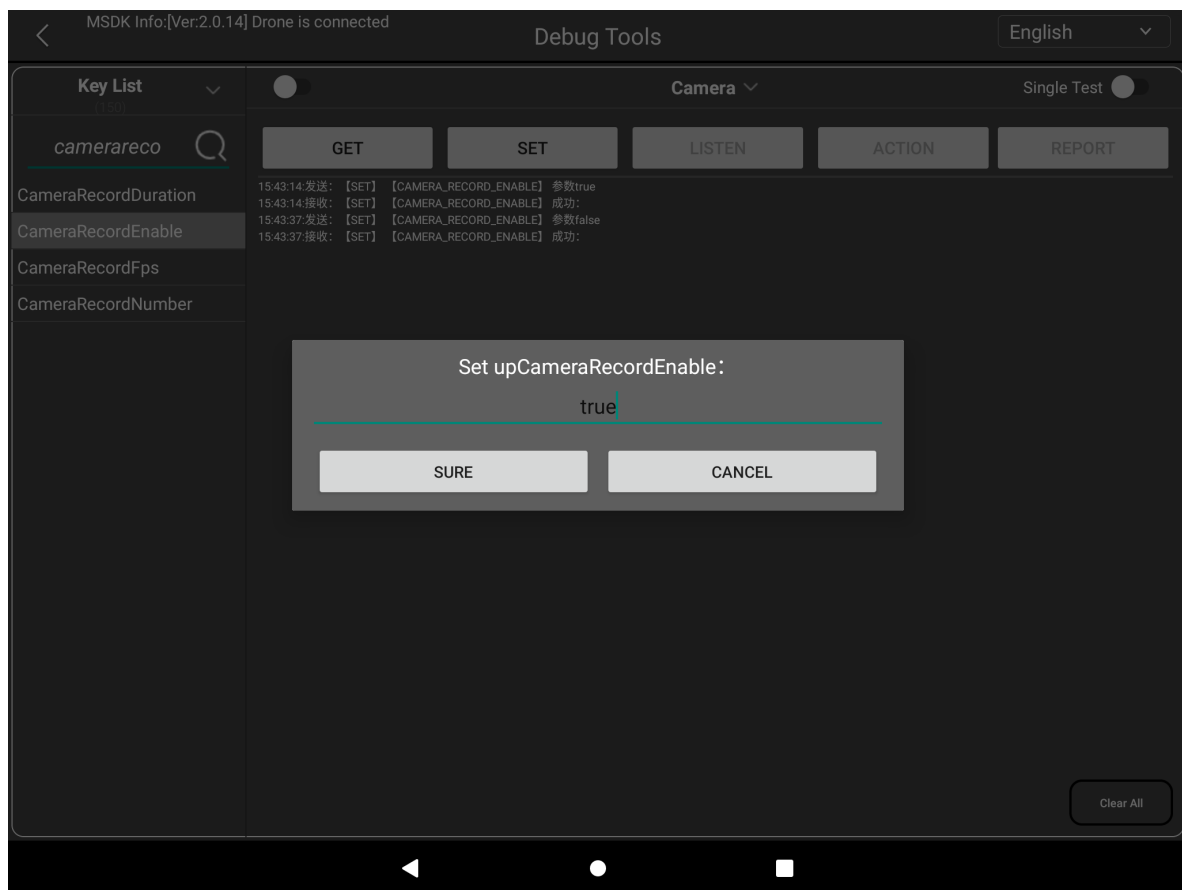 MSDK Info:[Ver:2.0.14] Drone is connected
Debug Tools
English
Key List
(150)
Camera
Single Test
camerareco
GET
SET
LISTEN
ACTION
REPORT
CameraRecordDuration
CameraRecordEnable
CameraRecordFps
CameraRecordNumber
15:43:14:发送：【SET】【CAMERA_RECORD_ENABLE】参数true
15:43:14:接收：【SET】【CAMERA_RECORD_ENABLE】成功：
15:43:37:发送：【SET】【CAMERA_RECORD_ENABLE】参数false
15:43:37:接收：【SET】【CAMERA_RECORD_ENABLE】成功：
Set upCameraRecordEnable：
true
SURE
CANCEL
Clear All